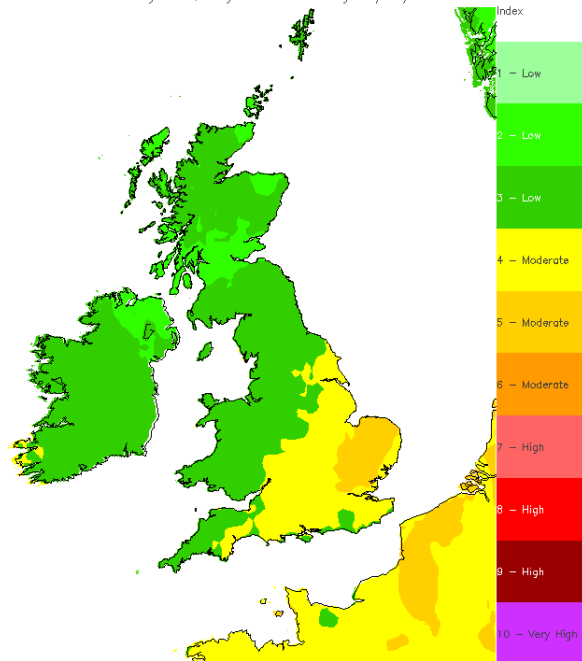 Index
1 - Low
2 - Low
3 - Low
4 - Moderate
5 - Moderate
6 - Moderate
7 - High
8 - High
9 - High
10 - Very High